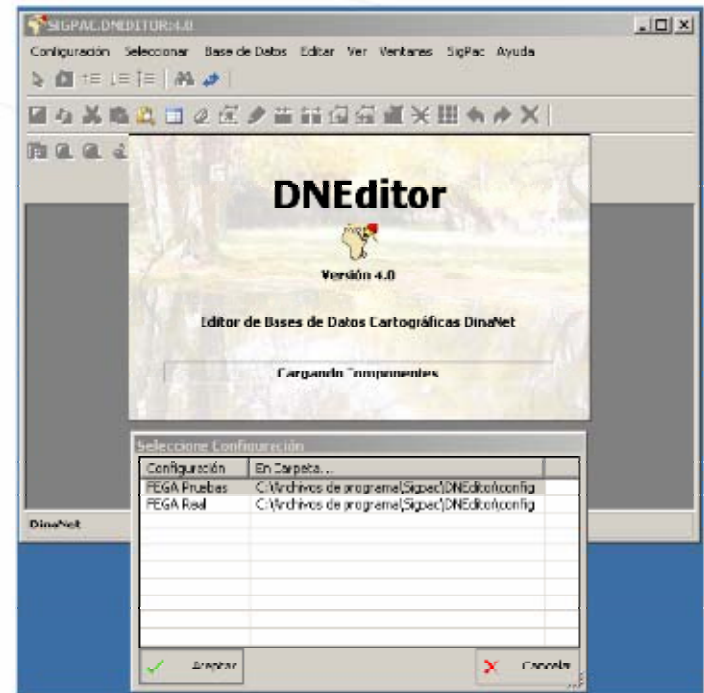 SIGPAC.DNEDITOR:4.0
Configuración Seleccionar Base de Datos Editar Ver Ventanas SigPac Ayuda
DNEditor
Versión 4.0
Editor de Bases de Datos Cartográficas DinaNet
Cargando Componentes
Seleccione Configuración
Configuración En Carpeta...
FEGA Pruebas C:\Archivos de programa\Sigpac\DNEditor\config
FEGA Real C:\Archivos de programa\Sigpac\DNEditor\config
DinaNet
Aceptar Cancelar